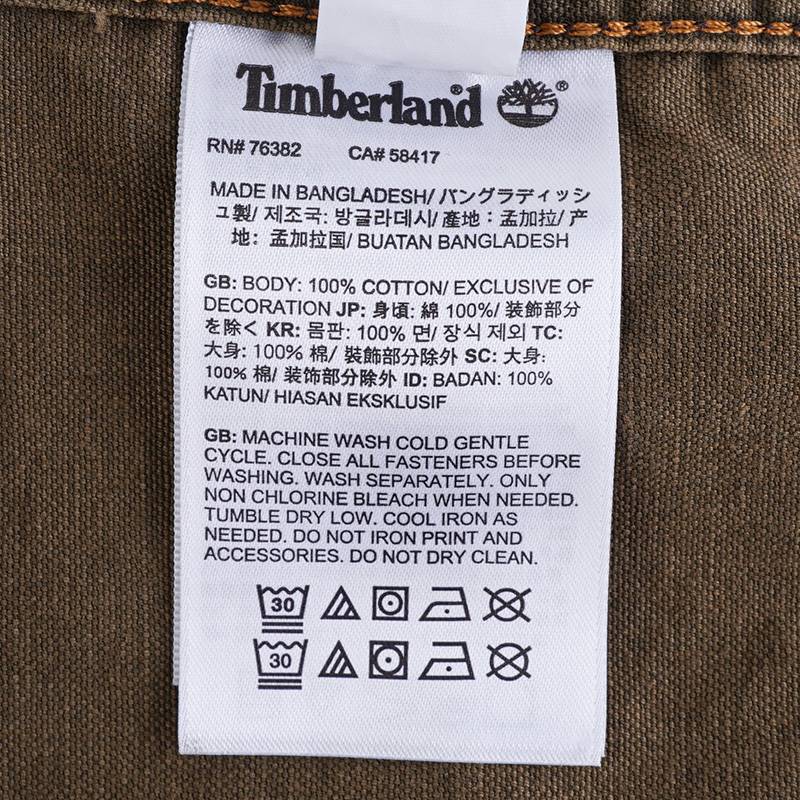 Timberland® ®
RN# 76382 CA# 58417
MADE IN BANGLADESH/ バングラディッシ
ュ製/ 제조국: 방글라데시/ 產地：孟加拉/ 产
地：孟加拉国/ BUATAN BANGLADESH
GB: BODY: 100% COTTON/ EXCLUSIVE OF
DECORATION JP: 身頃: 綿 100%/ 装飾部分
を除く KR: 몸판: 100% 면/ 장식 제외 TC:
大身: 100% 棉/ 裝飾部分除外 SC: 大身:
100% 棉/ 装饰部分除外 ID: BADAN: 100%
KATUN/ HIASAN EKSKLUSIF
GB: MACHINE WASH COLD GENTLE
CYCLE. CLOSE ALL FASTENERS BEFORE
WASHING. WASH SEPARATELY. ONLY
NON CHLORINE BLEACH WHEN NEEDED.
TUMBLE DRY LOW. COOL IRON AS
NEEDED. DO NOT IRON PRINT AND
ACCESSORIES. DO NOT DRY CLEAN.
30
30